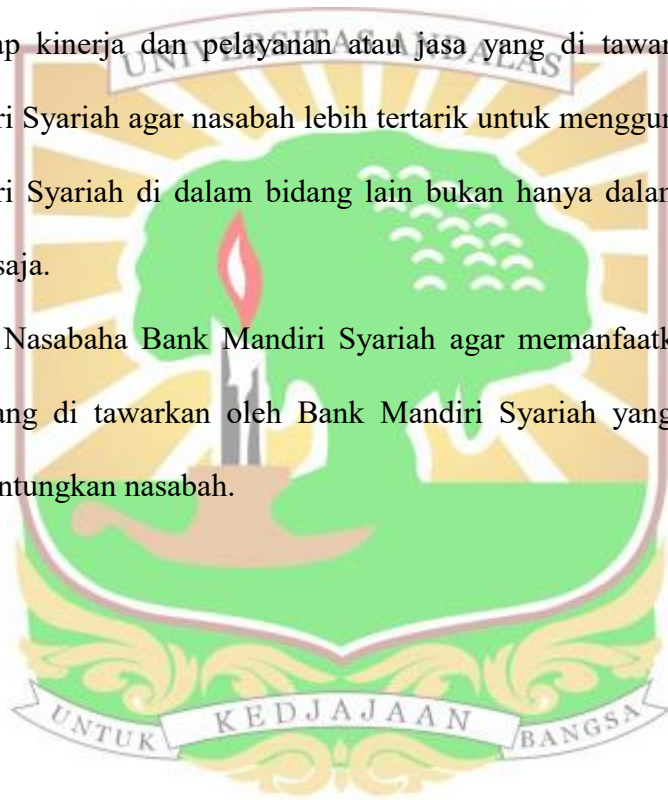 ap kinerja dan pelayanan atau jasa yang di tawar
UNIVERSITAS ANDALAS
ri Syariah agar nasabah lebih tertarik untuk menggun
ri Syariah di dalam bidang lain bukan hanya dalam
saja.
Nasabaha Bank Mandiri Syariah agar memanfaatk
ang di tawarkan oleh Bank Mandiri Syariah yang
ntungkan nasabah.
UNTUK KEDJAJAAN BANGSA